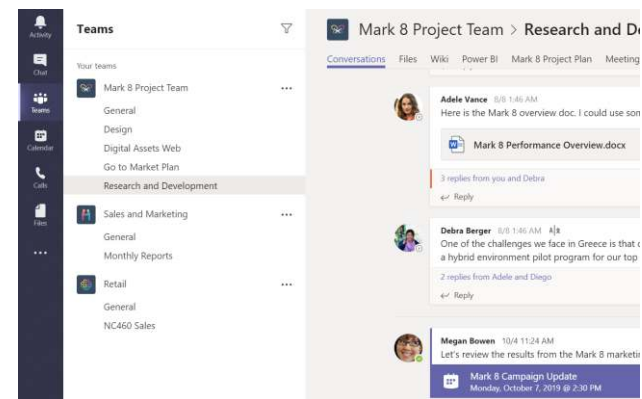 Activity
Chat
Teams
Calendar
Calls
Files
Teams
Your teams
Mark 8 Project Team
General
Design
Digital Assets Web
Go to Market Plan
Research and Development
Sales and Marketing
General
Monthly Reports
Retail
General
NC460 Sales
Mark 8 Project Team > Research and De
Conversations Files Wiki Power BI Mark 8 Project Plan Meeting
Adele Vance 8/8 1:46 AM
Here is the Mark 8 overview doc. I could use som
Mark 8 Performance Overview.docx
3 replies from you and Debra
Reply
Debra Berger 8/8 1:46 AM
One of the challenges we face in Greece is that
a hybrid environment pilot program for our top
2 replies from Adele and Diego
Reply
Megan Bowen 10/4 11:24 AM
Let's review the results from the Mark 8 marketin
Mark 8 Campaign Update
Monday, October 7, 2019 @ 2:30 PM